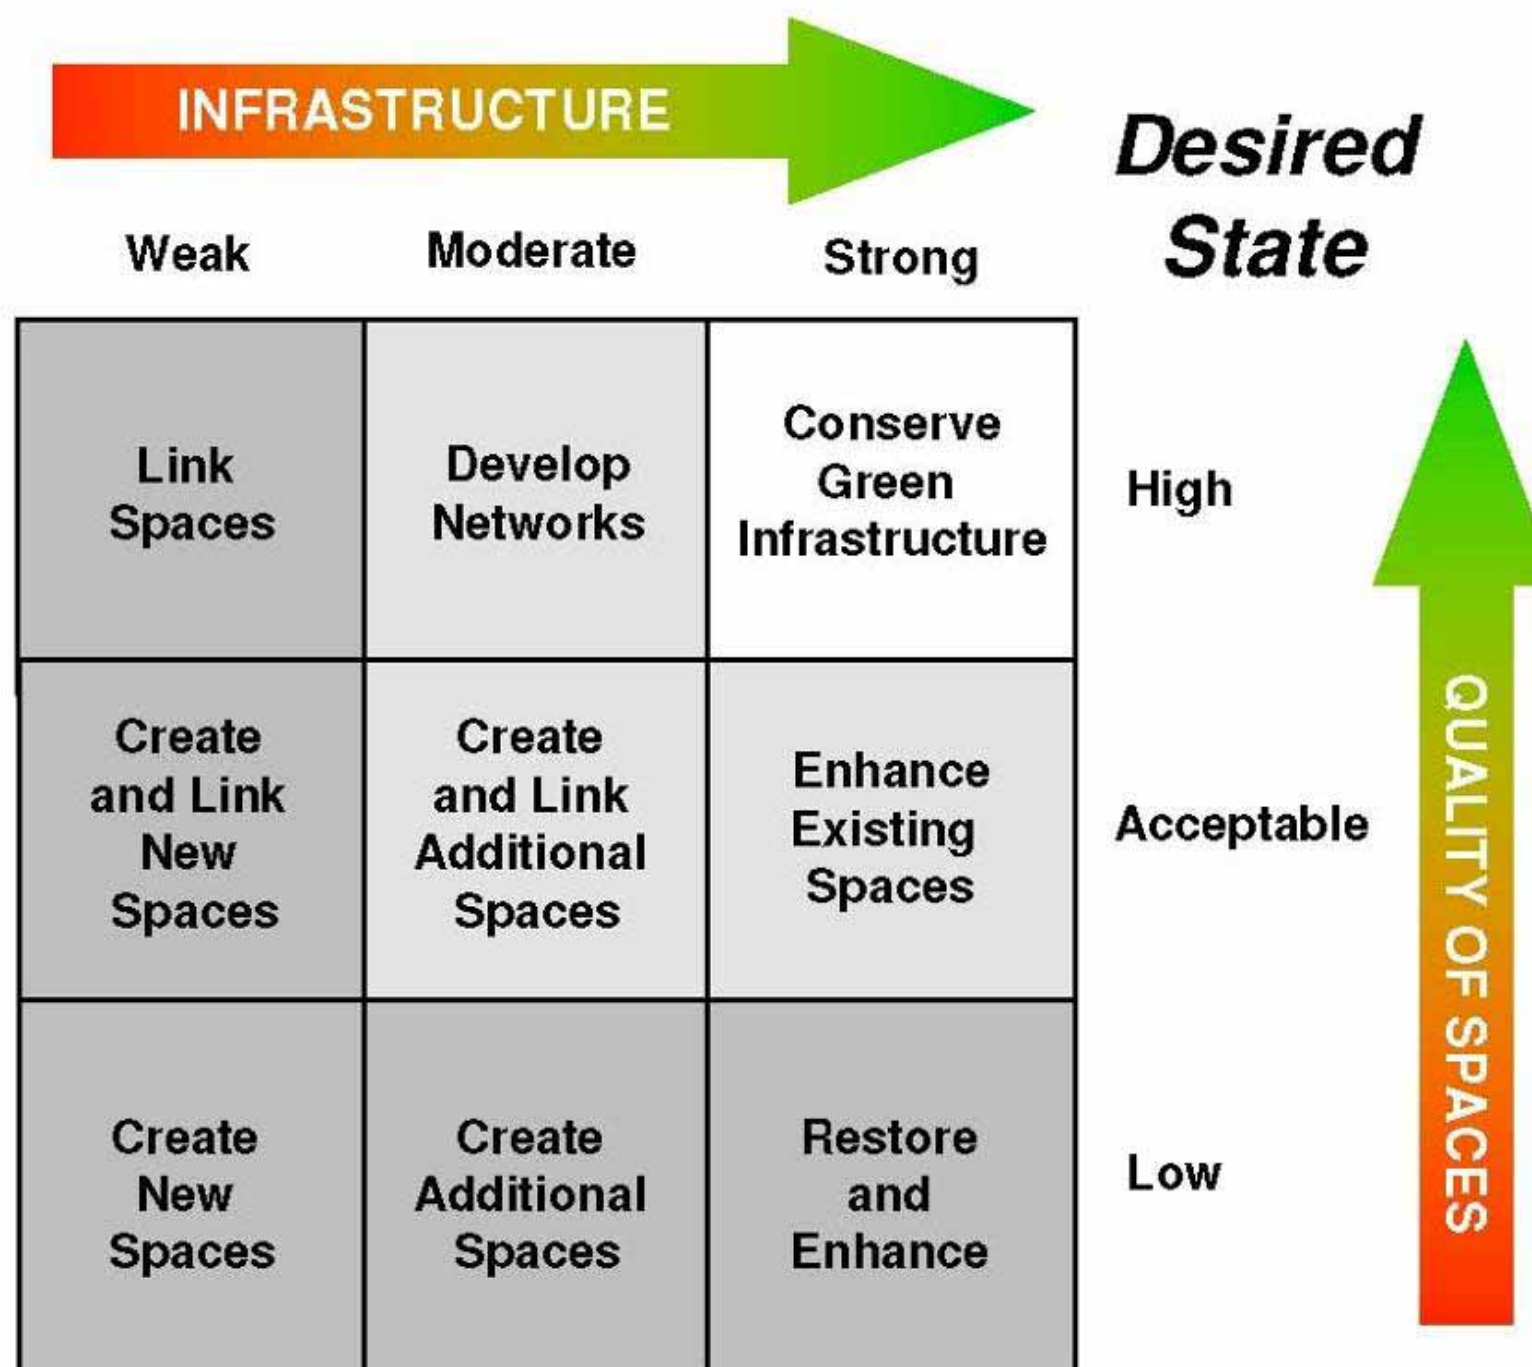 INFRASTRUCTURE
Desired
State
Weak
Moderate
Strong
Link
Spaces
Develop
Networks
Conserve
Green
Infrastructure
High
Create
and Link
New
Spaces
Create
and Link
Additional
Spaces
Enhance
Existing
Spaces
Acceptable
Create
New
Spaces
Create
Additional
Spaces
Restore
and
Enhance
Low
QUALITY OF SPACES